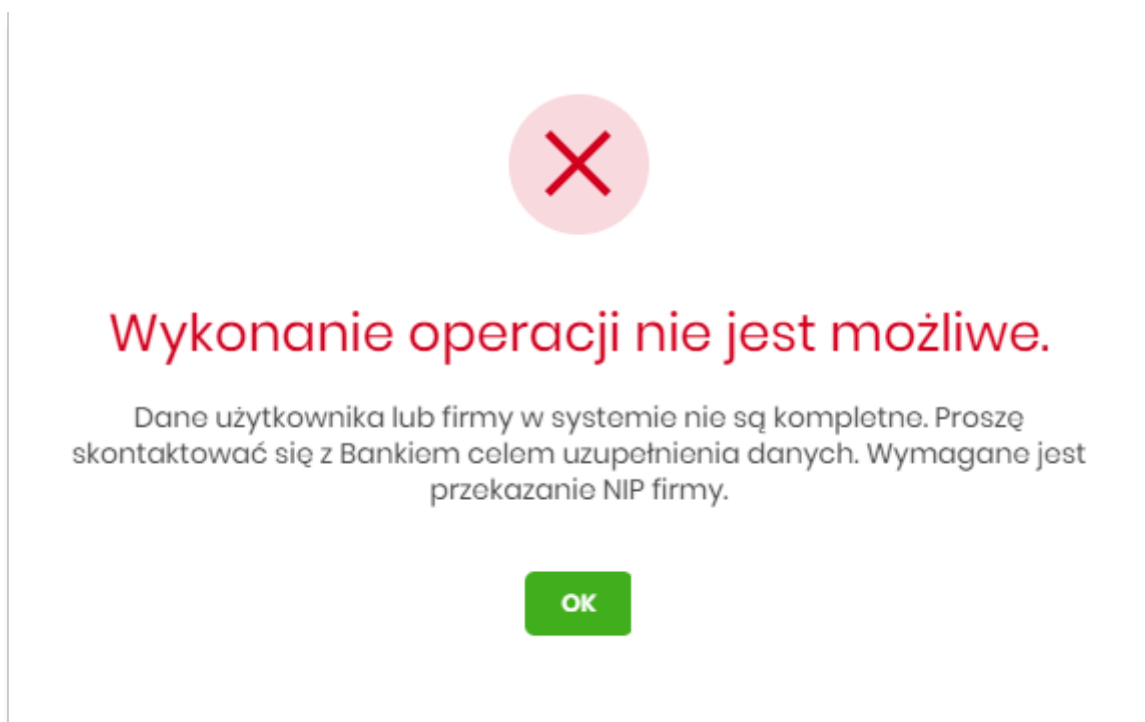 Wykonanie operacji nie jest możliwe.
Dane użytkownika lub firmy w systemie nie są kompletne. Proszę
skontaktować się z Bankiem celem uzupełnienia danych. Wymagane jest
przekazanie NIP firmy.
OK